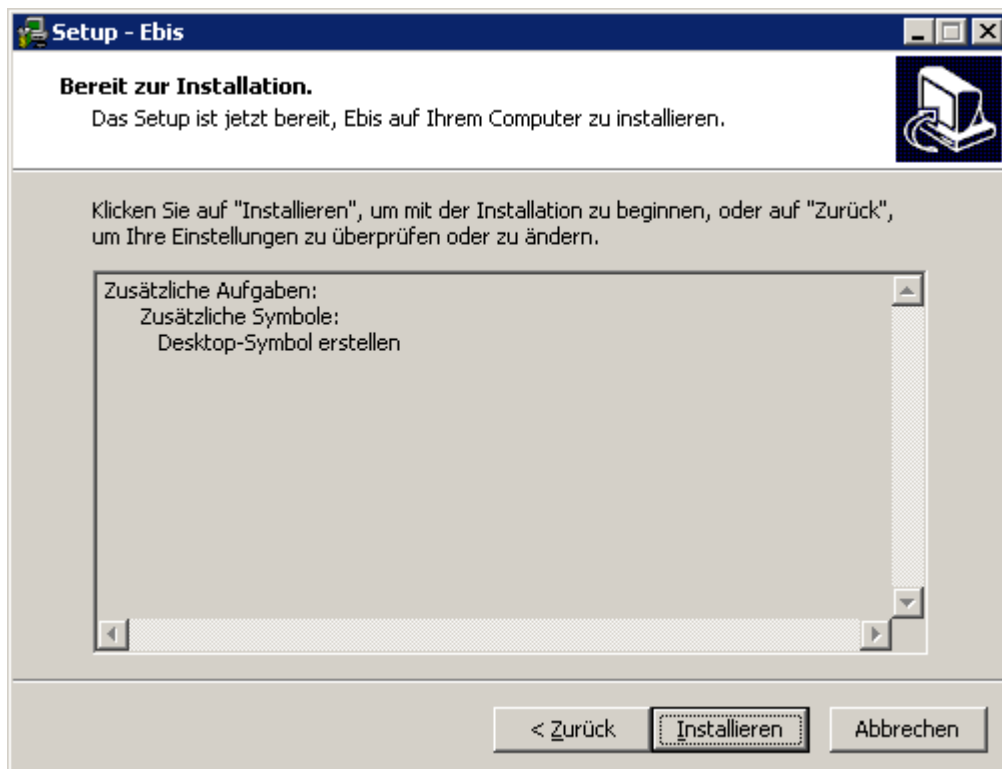 Setup - Ebis
Bereit zur Installation.
Das Setup ist jetzt bereit, Ebis auf Ihrem Computer zu installieren.
Klicken Sie auf "Installieren", um mit der Installation zu beginnen, oder auf "Zurück",
um Ihre Einstellungen zu überprüfen oder zu ändern.
Zusätzliche Aufgaben:
Zusätzliche Symbole:
Desktop-Symbol erstellen
< Zurück
Installieren
Abbrechen